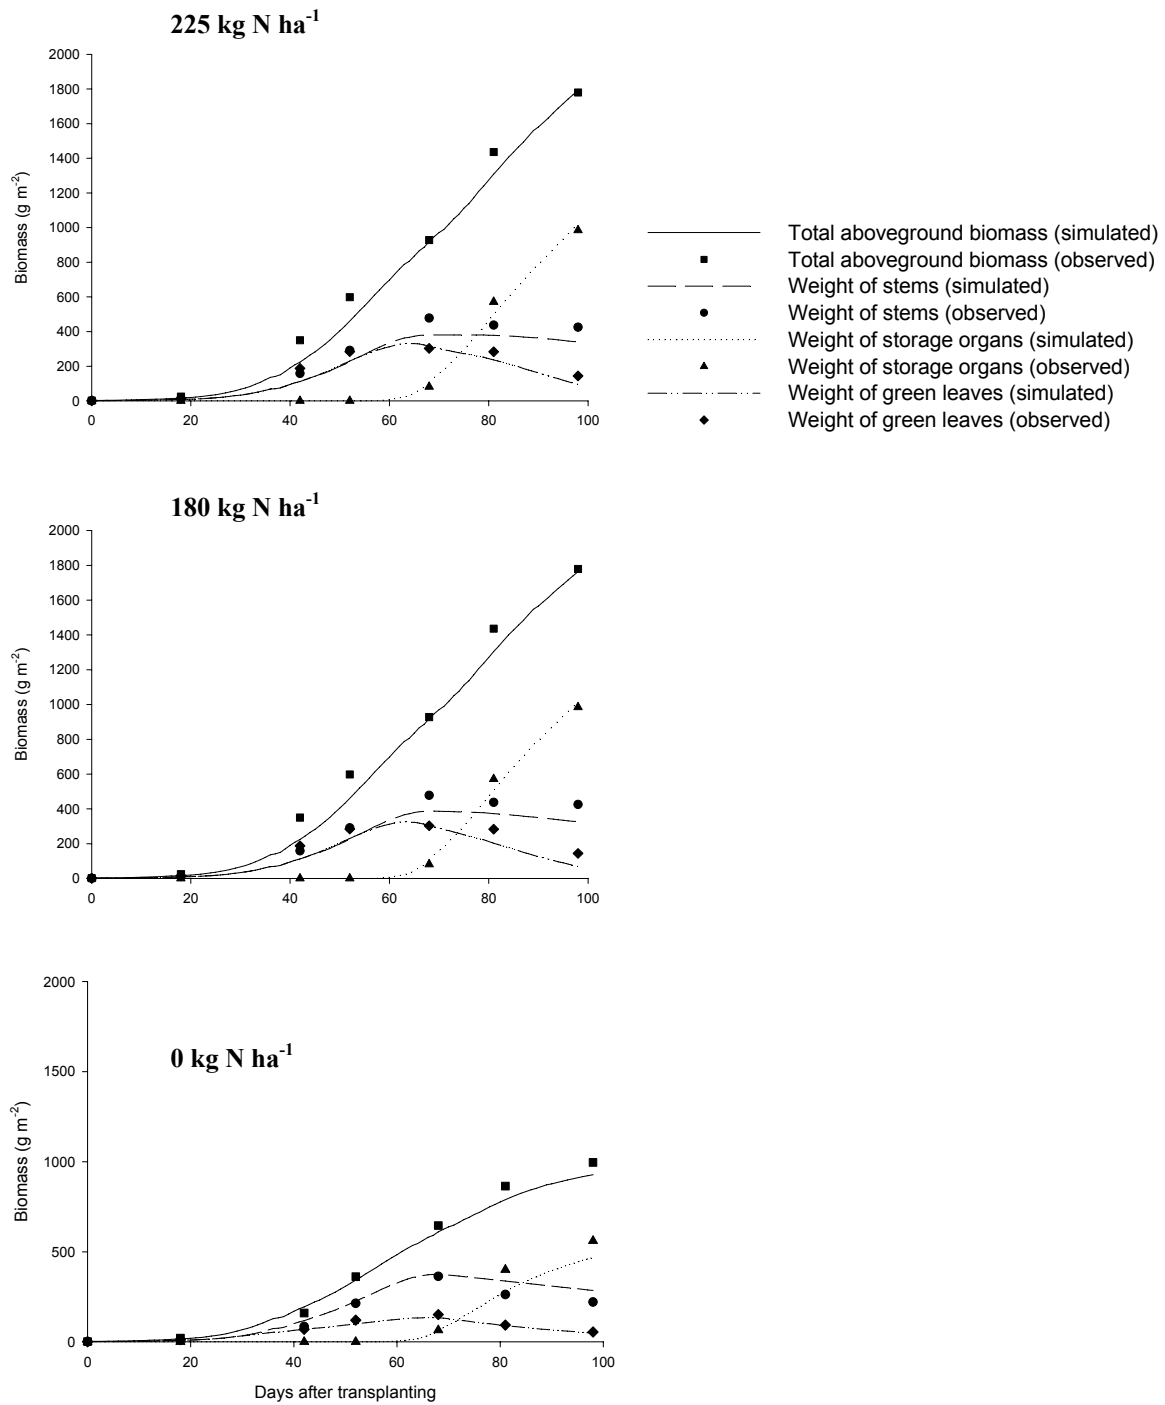 225 kg N ha-1
2000
1800
1600
1400
1200
1000
800
600
400
200
0
Biomass (g m-2)
0 20 40 60 80 100
Total aboveground biomass (simulated)
Total aboveground biomass (observed)
Weight of stems (simulated)
Weight of stems (observed)
Weight of storage organs (simulated)
Weight of storage organs (observed)
Weight of green leaves (simulated)
Weight of green leaves (observed)
180 kg N ha-1
2000
1800
1600
1400
1200
1000
800
600
400
200
0
Biomass (g m-2)
0 20 40 60 80 100
0 kg N ha-1
2000
1500
1000
500
0
Biomass (g m-2)
0 20 40 60 80 100
Days after transplanting